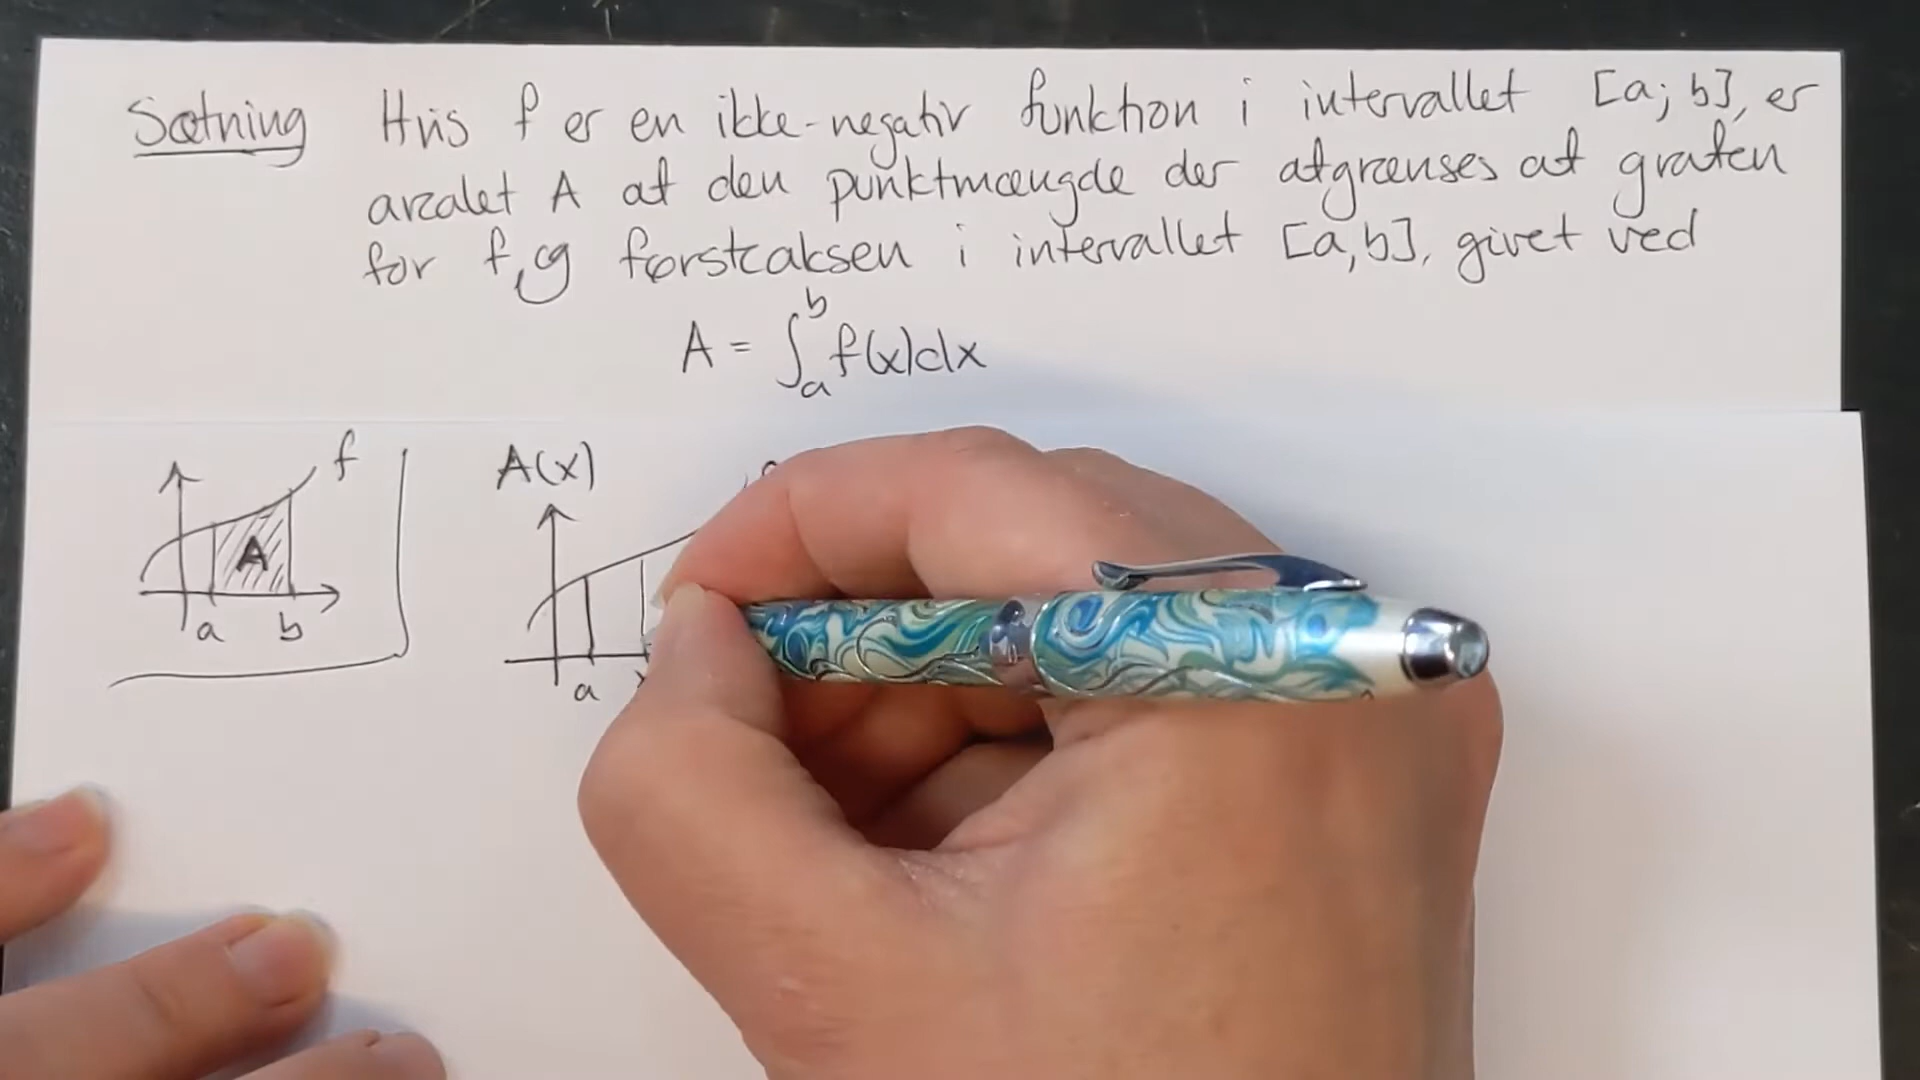 Sætning Hvis f er en ikke-negativ funktion i intervallet [a; b], er
arealet A af den punktmængde der afgrænses af grafen
for f, og førsteaksen i intervallet [a,b], givet ved
A = ∫_a^b f(x)dx
f
A
a b
A(x)
a